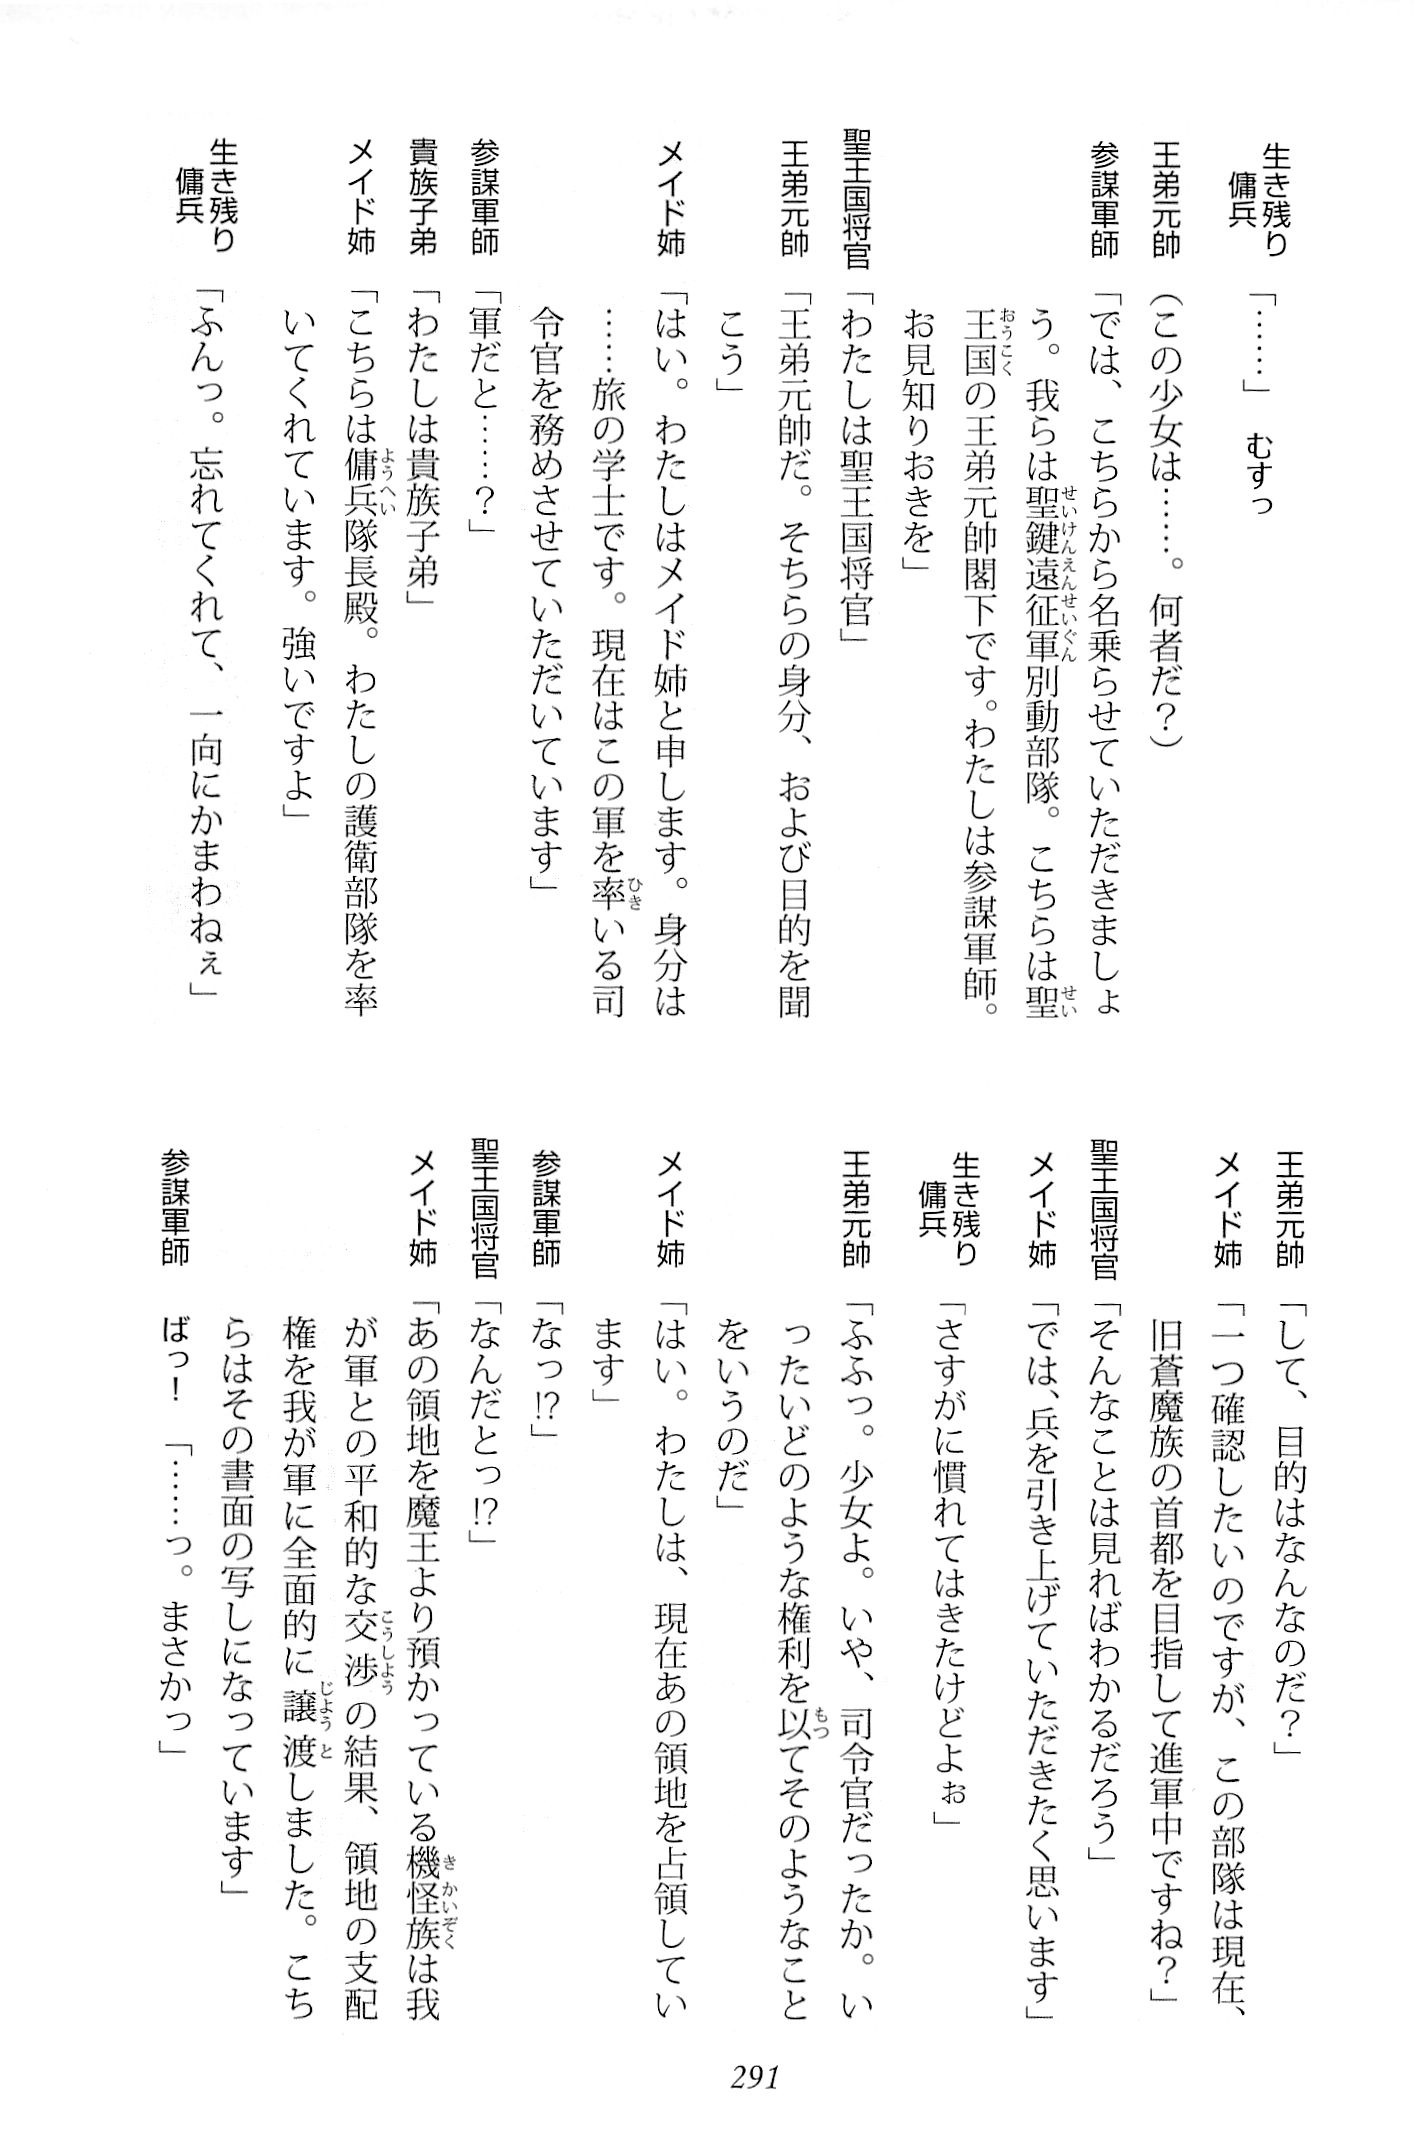 生き残り
傭兵　「……」　むすっ
王弟元帥（この少女は……。何者だ？）
参謀軍師「では、こちらから名乗らせていただきましょ
う。我らは聖鍵遠征軍別動部隊。こちらは聖
王国の王弟元帥閣下です。わたしは参謀軍師。
お見知りおきを」
聖王国将官「わたしは聖王国将官」
王弟元帥「王弟元帥だ。そちらの身分、および目的を聞
こう」
メイド姉「はい。わたしはメイド姉と申します。身分は
……旅の学士です。現在はこの軍を率いる司
令官を務めさせていただいています」
参謀軍師「軍だと……？」
貴族子弟「わたしは貴族子弟」
メイド姉「こちらは傭兵隊長殿。わたしの護衛部隊を率
いてくれています。強いですよ」
生き残り
傭兵　「ふんっ。忘れてくれて、一向にかまわねぇ」
王弟元帥「して、目的はなんなのだ？」
メイド姉「一つ確認したいのですが、この部隊は現在、
旧蒼魔族の首都を目指して進軍中ですね？」
聖王国将官「そんなことは見ればわかるだろう」
メイド姉「では、兵を引き上げていただきたく思います」
生き残り
傭兵　「さすがに慣れてはきたけどよぉ」
王弟元帥「ふふっ。少女よ。いや、司令官だったか。い
ったいどのような権利を以てそのようなこと
をいうのだ」
メイド姉「はい。わたしは、現在あの領地を占領してい
ます」
参謀軍師「なっ!?」
聖王国将官「なんだとっ!?」
メイド姉「あの領地を魔王より預かっている機怪族は我
が軍との平和的な交渉の結果、領地の支配
権を我が軍に全面的に譲渡しました。こち
らはその書面の写しになっています」
参謀軍師　ばっ！　「……っ。まさかっ」
291